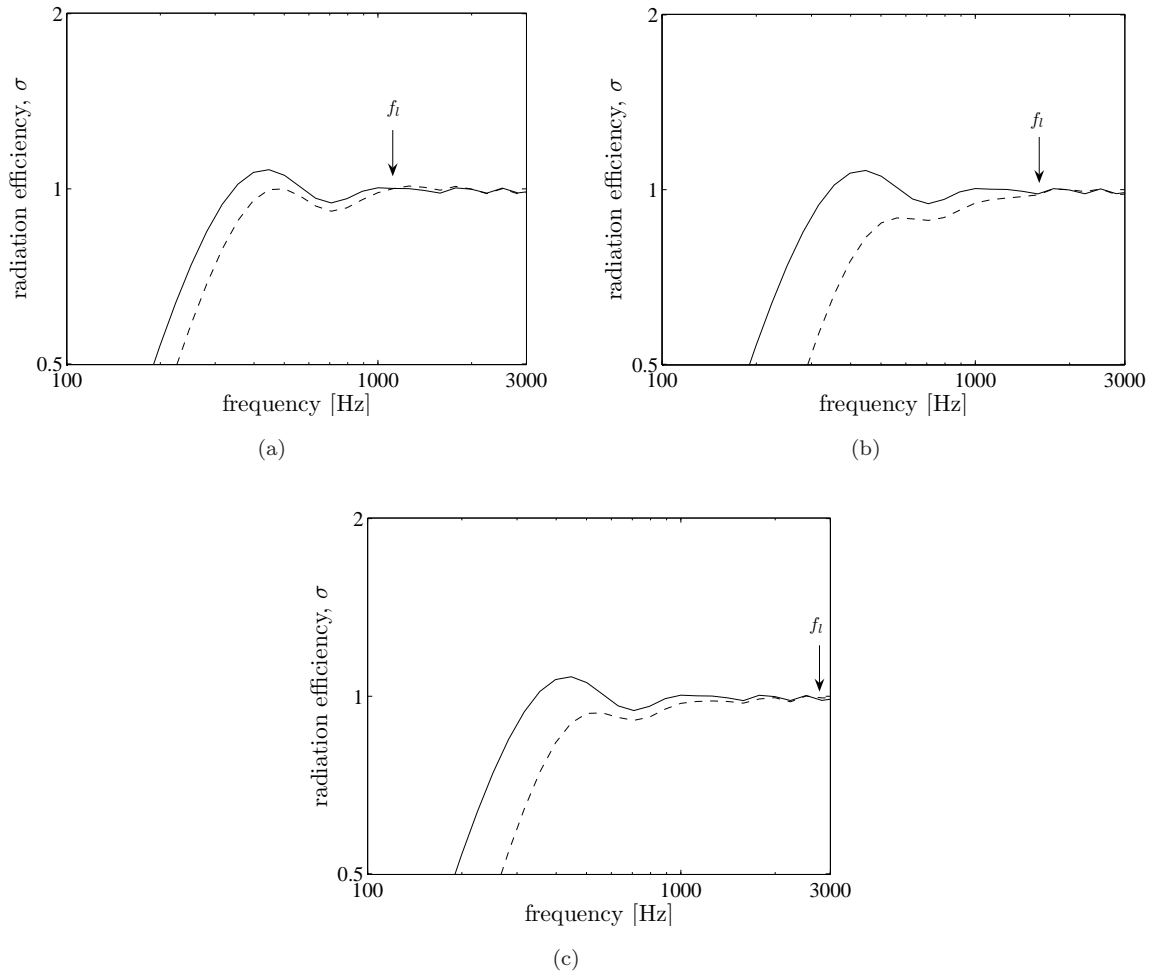 2
radiation efficiency, σ
f_l
1
0.5
100
1000
3000
frequency [Hz]
(a)
2
radiation efficiency, σ
f_l
1
0.5
100
1000
3000
frequency [Hz]
(b)
2
radiation efficiency, σ
f_l
1
0.5
100
1000
3000
frequency [Hz]
(c)